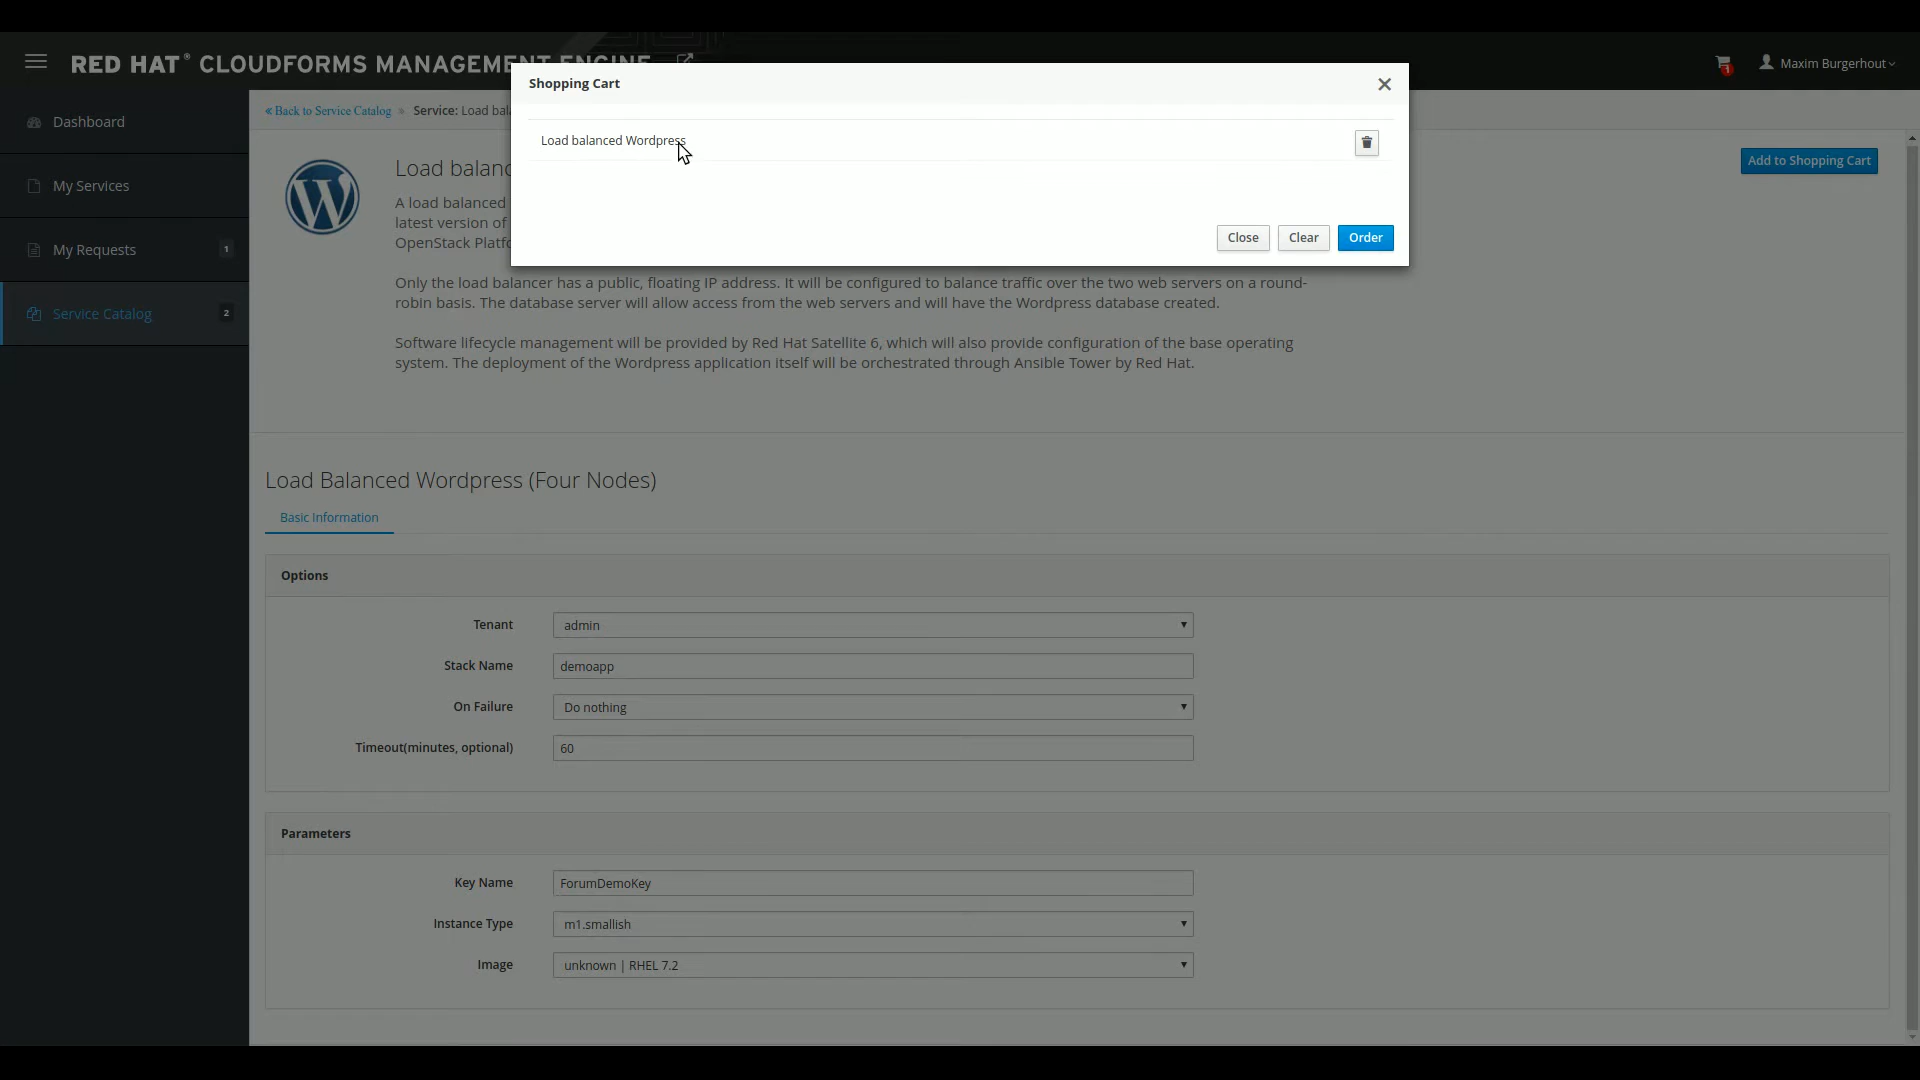 RED HAT® CLOUDFORMS MANAGEMENT ENGINE
1
Maxim Burgerhout
Shopping Cart
Load balanced Wordpress
Close
Clear
Order
Dashboard
My Services
My Requests
1
Service Catalog
2
« Back to Service Catalog » Service: Load bal
Add to Shopping Cart
Load balanc
A load balanced
latest version of
OpenStack Platfo
Only the load balancer has a public, floating IP address. It will be configured to balance traffic over the two web servers on a round-
robin basis. The database server will allow access from the web servers and will have the Wordpress database created.
Software lifecycle management will be provided by Red Hat Satellite 6, which will also provide configuration of the base operating
system. The deployment of the Wordpress application itself will be orchestrated through Ansible Tower by Red Hat.
Load Balanced Wordpress (Four Nodes)
Basic Information
Options
Tenant
admin
Stack Name
demoapp
On Failure
Do nothing
Timeout(minutes, optional)
60
Parameters
Key Name
ForumDemoKey
Instance Type
m1.smallish
Image
unknown | RHEL 7.2